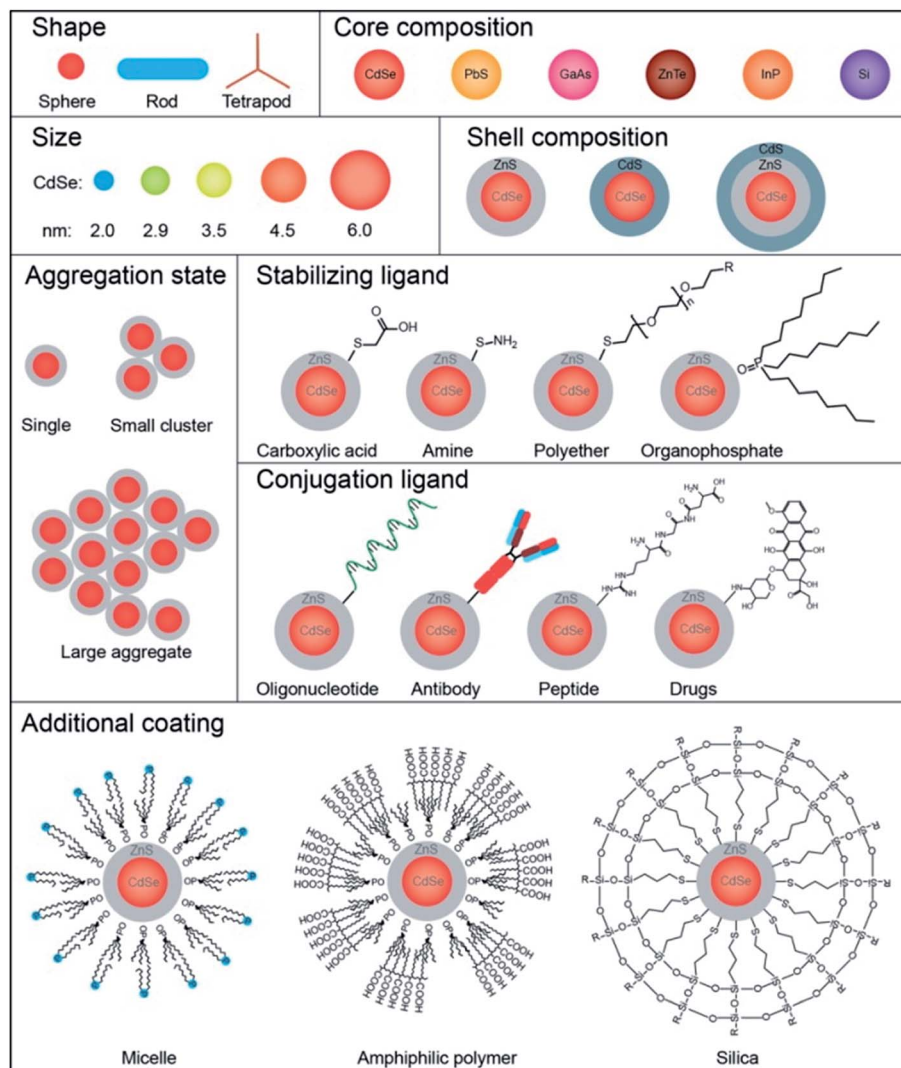 Shape
Sphere
Rod
Tetrapod
Core composition
CdSe
PbS
GaAs
ZnTe
InP
Si
Size
CdSe:
nm: 2.0 2.9 3.5 4.5 6.0
Shell composition
ZnS
CdSe
CdS
CdSe
CdS
ZnS
CdSe
Aggregation state
Single
Small cluster
Large aggregate
Stabilizing ligand
O
OH
S
ZnS
CdSe
Carboxylic acid
S-NH2
ZnS
CdSe
Amine
R
O
n
O
S
ZnS
CdSe
Polyether
O=P
ZnS
CdSe
Organophosphate
Conjugation ligand
ZnS
CdSe
Oligonucleotide
ZnS
CdSe
Antibody
ZnS
CdSe
Peptide
ZnS
CdSe
Drugs
Additional coating
ZnS
CdSe
Micelle
ZnS
CdSe
Amphiphilic polymer
ZnS
CdSe
Silica